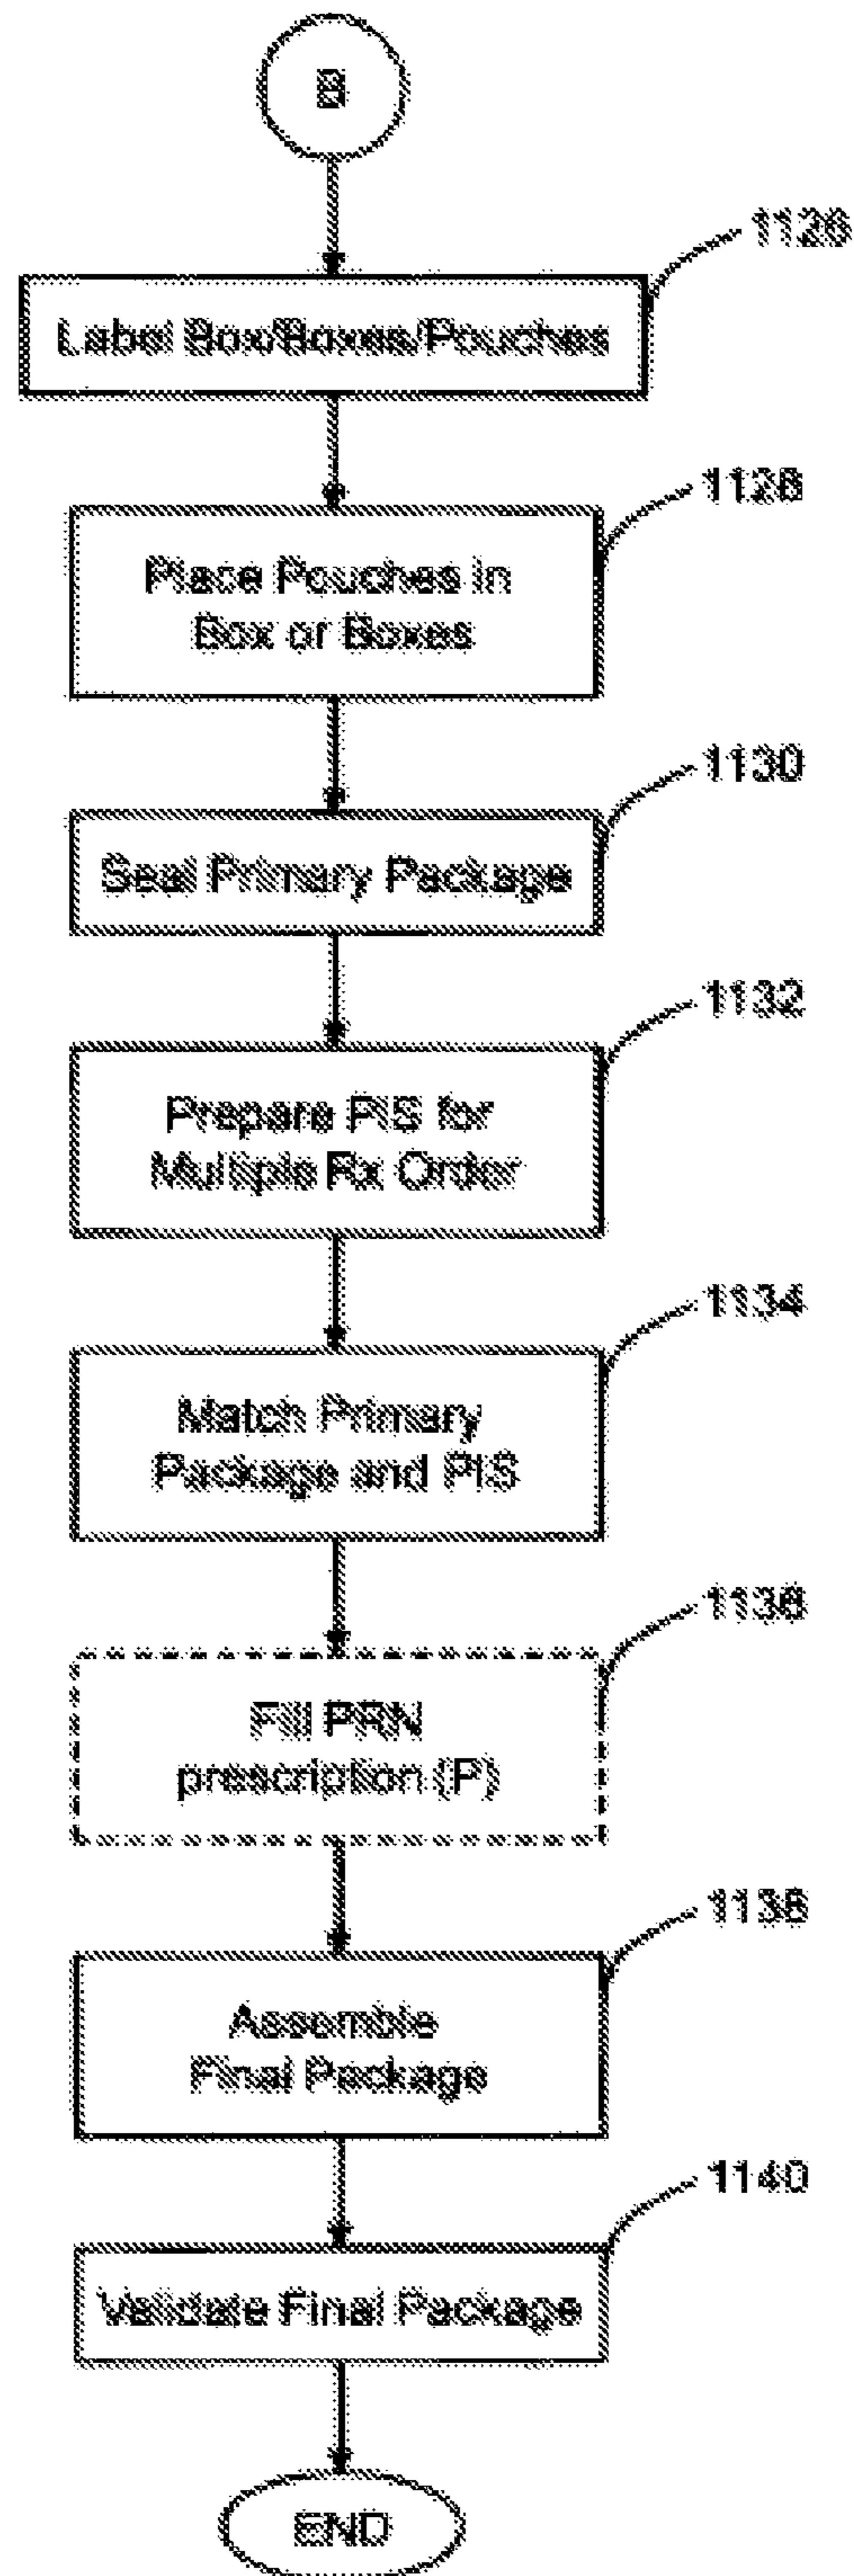 B
1126
Label Box/Boxes/Pouches
1128
Place Pouches in
Box or Boxes
1130
Seal Primary Package
1132
Prepare PIS for
Multiple Rx Order
1134
Match Primary
Package and PIS
1136
Fill PRN
prescription (P)
1138
Assemble
Final Package
1140
Validate Final Package
END